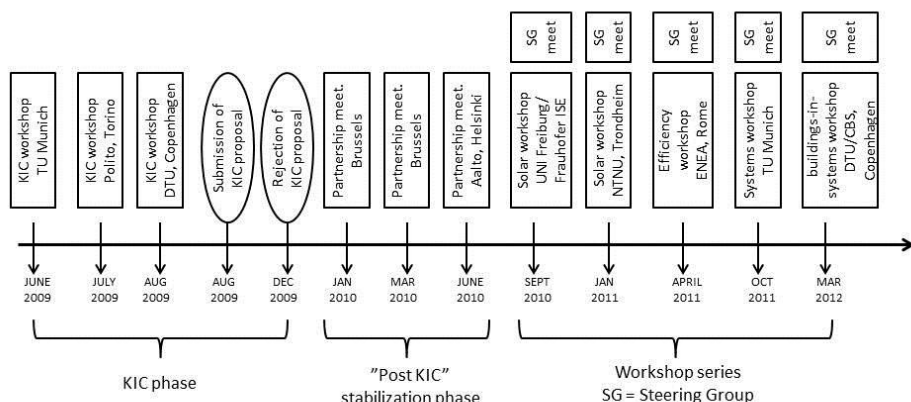 SG
meet
SG
meet
SG
meet
SG
meet
SG
meet
KIC workshop
TU Munich
KIC workshop
Polito, Torino
KIC workshop
DTU, Copenhagen
Submission of
KIC proposal
Rejection of
KIC proposal
Partnership meet.
Brussels
Partnership meet.
Brussels
Partnership meet.
Aalto, Helsinki
Solar workshop
UNI Freiburg/
Frauhofer ISE
Solar workshop
NTNU, Trondheim
Efficiency
workshop
ENEA, Rome
Systems workshop
TU Munich
buildings-in-
systems workshop
DTU/CBS,
Copenhagen
JUNE
2009
JULY
2009
AUG
2009
AUG
2009
DEC
2009
JAN
2010
MAR
2010
JUNE
2010
SEPT
2010
JAN
2011
APRIL
2011
OCT
2011
MAR
2012
KIC phase
”Post KIC”
stabilization phase
Workshop series
SG = Steering Group